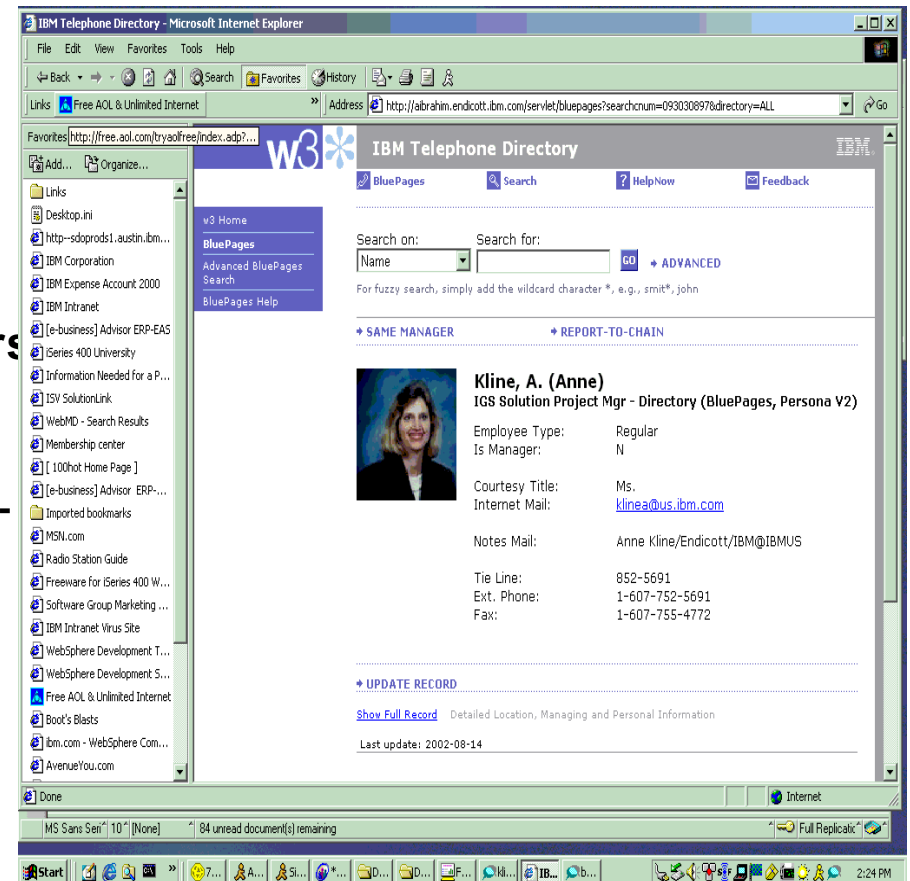 IBM Telephone Directory - Microsoft Internet Explorer
File Edit View Favorites Tools Help
Back Search Favorites History
Links Free AOL & Unlimited Internet » Address http://aibrahim.endicott.ibm.com/servlet/bluepages?searchcnum=093030897&directory=ALL Go
Favorites http://free.aol.com/tryaolfree/index.adp?...
Add... Organize...
Links
Desktop.ini
http--sdoprods1.austin.ibm...
IBM Corporation
IBM Expense Account 2000
IBM Intranet
[e-business] Advisor ERP-EAS
iSeries 400 University
Information Needed for a P...
ISV SolutionLink
WebMD - Search Results
Membership center
[ 100hot Home Page ]
[e-business] Advisor ERP-...
Imported bookmarks
MSN.com
Radio Station Guide
Freeware for iSeries 400 W...
Software Group Marketing ...
IBM Intranet Virus Site
WebSphere Development T...
WebSphere Development S...
Free AOL & Unlimited Internet
Boot's Blasts
ibm.com - WebSphere Com...
AvenueYou.com
w3 IBM Telephone Directory IBM
BluePages Search HelpNow Feedback
w3 Home
BluePages
Advanced BluePages
Search
BluePages Help
Search on: Search for:
Name GO ADVANCED
For fuzzy search, simply add the wildcard character *, e.g., smit*, john
SAME MANAGER REPORT-TO-CHAIN
Kline, A. (Anne)
IGS Solution Project Mgr - Directory (BluePages, Persona V2)
Employee Type: Regular
Is Manager: N
Courtesy Title: Ms.
Internet Mail: klinea@us.ibm.com
Notes Mail: Anne Kline/Endicott/IBM@IBMUS
Tie Line: 852-5691
Ext. Phone: 1-607-752-5691
Fax: 1-607-755-4772
UPDATE RECORD
Show Full Record Detailed Location, Managing and Personal Information
Last update: 2002-08-14
Done Internet
MS Sans Seri 10 [None] 84 unread document(s) remaining Full Replicatic
Start » 7... A... Si... *... D... D... F... ki... IB... b... 2:24 PM